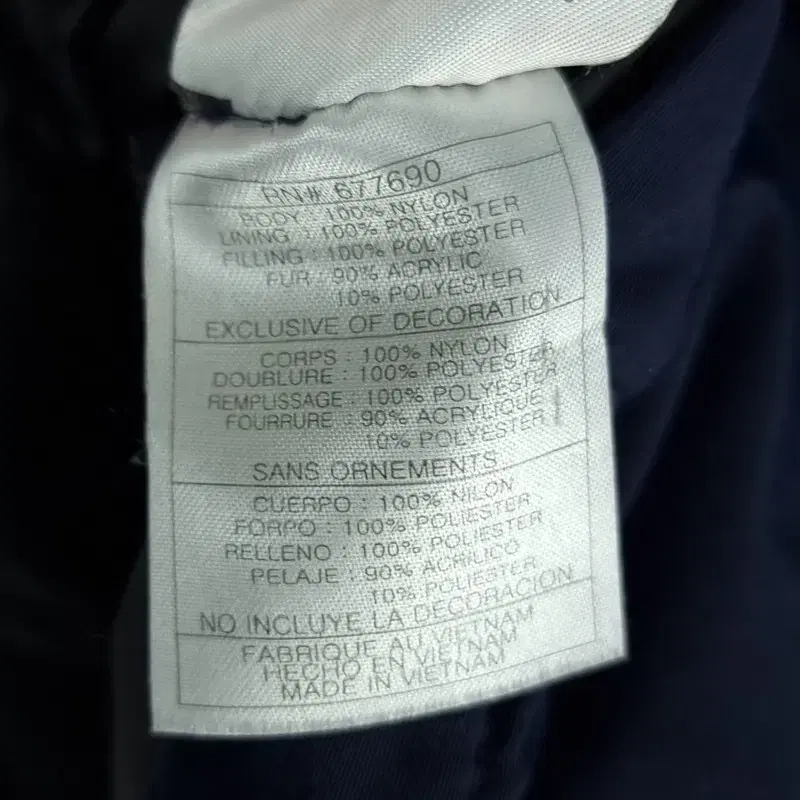 RN# 677690
BODY : 100% NYLON
LINING : 100% POLYESTER
FILLING : 100% POLYESTER
FUR : 90% ACRYLIC
10% POLYESTER
EXCLUSIVE OF DECORATION
CORPS : 100% NYLON
DOUBLURE : 100% POLYESTER
REMPLISSAGE : 100% POLYESTER
FOURRURE : 90% ACRYLIQUE
10% POLYESTER
SANS ORNEMENTS
CUERPO : 100% NILON
FORPO : 100% POLIESTER
RELLENO : 100% POLIESTER
PELAJE : 90% ACRILICO
10% POLIESTER
NO INCLUYE LA DECORACION
FABRIQUE AU VIETNAM
HECHO EN VIETNAM
MADE IN VIETNAM